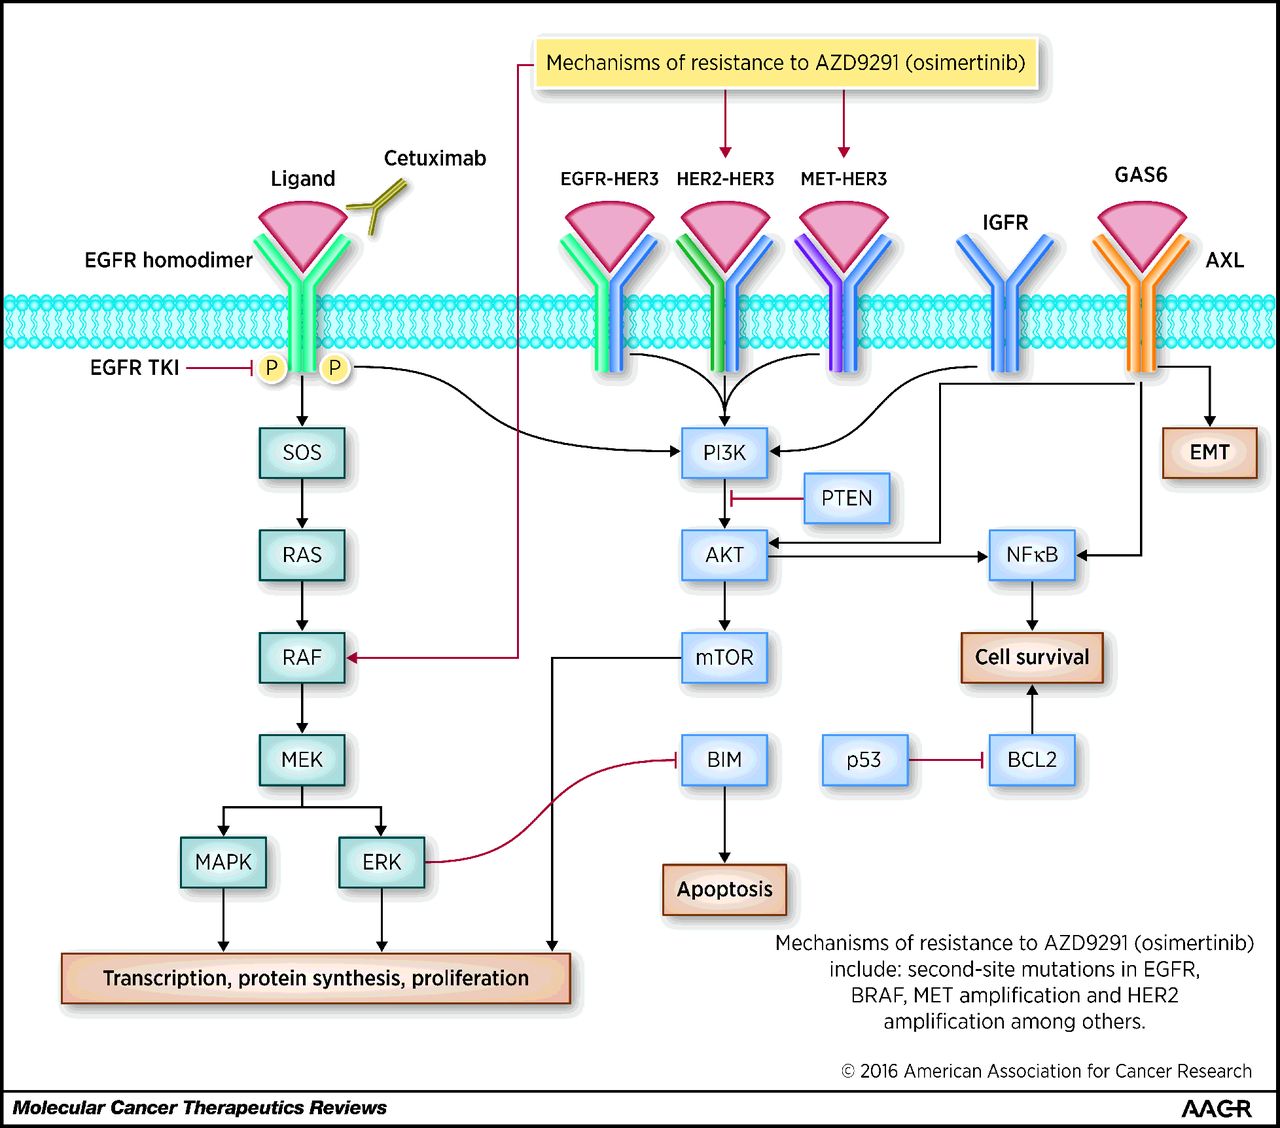 Mechanisms of resistance to AZD9291 (osimertinib)
Cetuximab
Ligand
EGFR-HER3
HER2-HER3
MET-HER3
GAS6
IGFR
EGFR homodimer
AXL
EGFR TKI
P
P
SOS
PI3K
EMT
PTEN
RAS
AKT
NFκB
RAF
mTOR
Cell survival
MEK
BIM
p53
BCL2
MAPK
ERK
Apoptosis
Transcription, protein synthesis, proliferation
Mechanisms of resistance to AZD9291 (osimertinib)
include: second-site mutations in EGFR,
BRAF, MET amplification and HER2
amplification among others.
© 2016 American Association for Cancer Research
Molecular Cancer Therapeutics Reviews
AACR